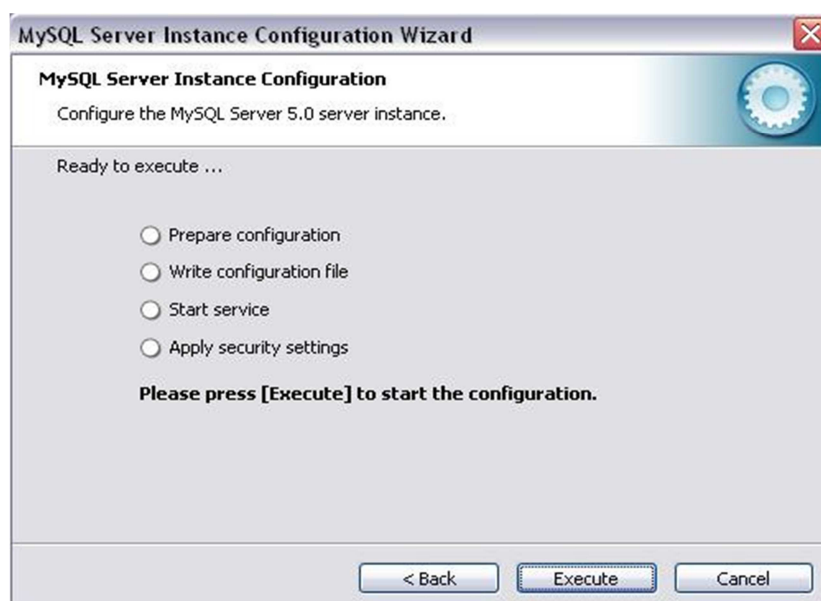 MySQL Server Instance Configuration Wizard
MySQL Server Instance Configuration
Configure the MySQL Server 5.0 server instance.
Ready to execute ...
Prepare configuration
Write configuration file
Start service
Apply security settings
Please press [Execute] to start the configuration.
< Back Execute Cancel